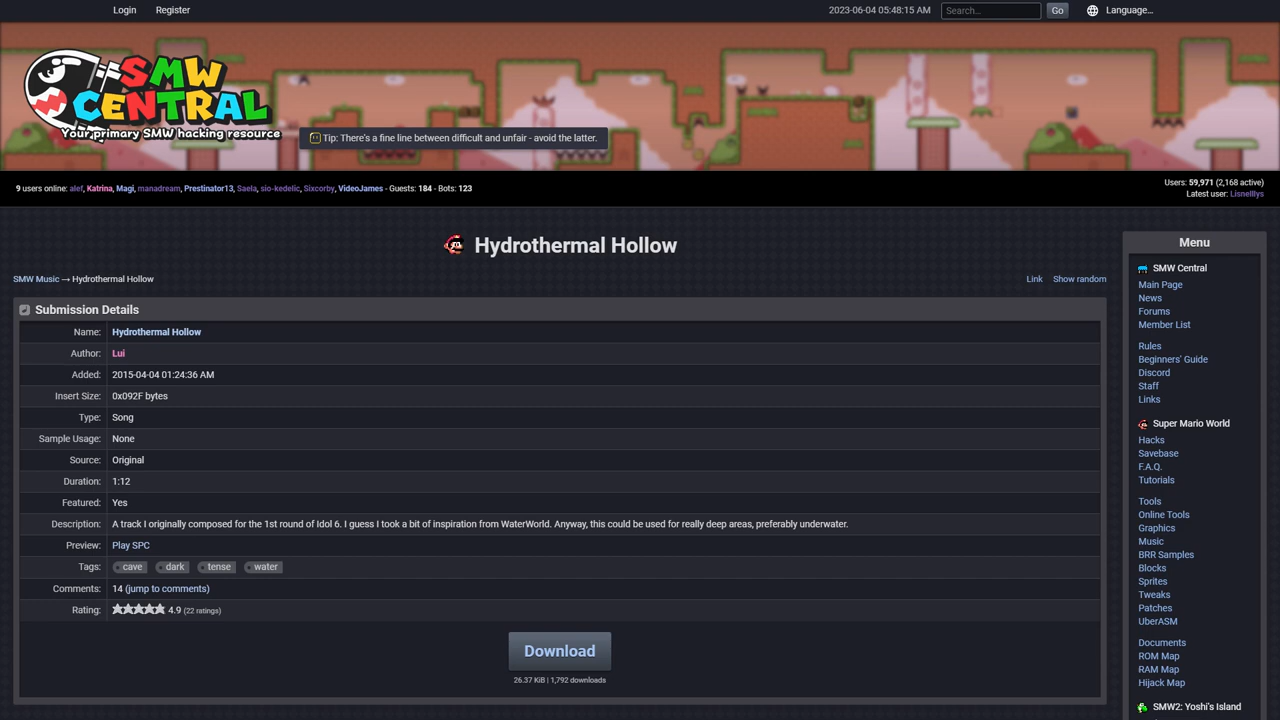 Login
Register
2023-06-04 05:48:15 AM
Search...
Go
Language...
SMW
CENTRAL
Your primary SMW hacking resource
Tip: There's a fine line between difficult and unfair - avoid the latter.
9 users online: alef, Katrina, Magi, manadream, Prestinator13, Saela, sio-kedelic, Sixcorby, VideoJames - Guests: 184 - Bots: 123
Users: 59,971 (2,168 active)
Latest user: Lisnelllys
Hydrothermal Hollow
SMW Music → Hydrothermal Hollow
Link
Show random
Submission Details
Name: Hydrothermal Hollow
Author: Lui
Added: 2015-04-04 01:24:36 AM
Insert Size: 0x092F bytes
Type: Song
Sample Usage: None
Source: Original
Duration: 1:12
Featured: Yes
Description: A track I originally composed for the 1st round of Idol 6. I guess I took a bit of inspiration from WaterWorld. Anyway, this could be used for really deep areas, preferably underwater.
Preview: Play SPC
Tags: cave dark tense water
Comments: 14 (jump to comments)
Rating: 4.9 (22 ratings)
Download
26.37 KiB | 1,792 downloads
Menu
SMW Central
Main Page
News
Forums
Member List
Rules
Beginners' Guide
Discord
Staff
Links
Super Mario World
Hacks
Savebase
F.A.Q.
Tutorials
Tools
Online Tools
Graphics
Music
BRR Samples
Blocks
Sprites
Tweaks
Patches
UberASM
Documents
ROM Map
RAM Map
Hijack Map
SMW2: Yoshi's Island